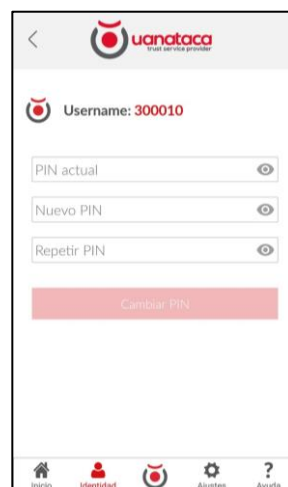 uanataca
trust service provider
Username: 300010
PIN actual
Nuevo PIN
Repetir PIN
Cambiar PIN
Inicio
Identidad
Ajustes
Ayuda